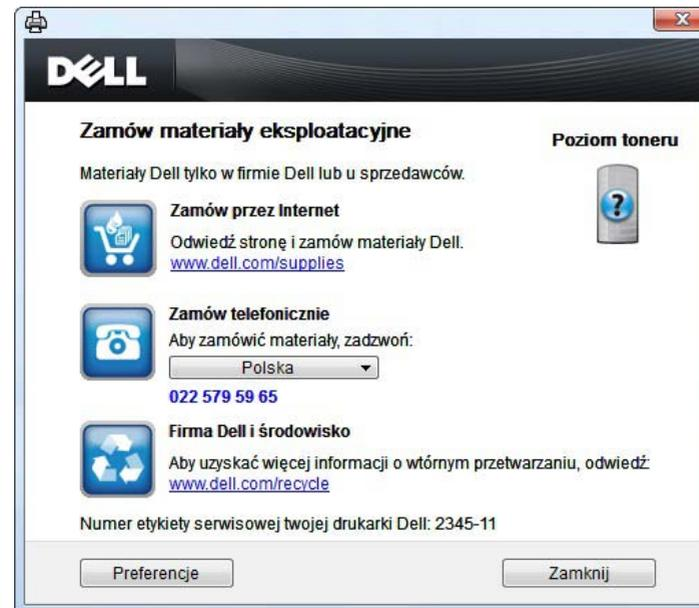 DELL
Zamów materiały eksploatacyjne
Poziom toneru
Materiały Dell tylko w firmie Dell lub u sprzedawców.
?
Zamów przez Internet
Odwiedź stronę i zamów materiały Dell.
www.dell.com/supplies
Zamów telefonicznie
Aby zamówić materiały, zadzwoń:
Polska
022 579 59 65
Firma Dell i środowisko
Aby uzyskać więcej informacji o wtórnym przetwarzaniu, odwiedź:
www.dell.com/recycle
Numer etykiety serwisowej twojej drukarki Dell: 2345-11
Preferencje
Zamknij